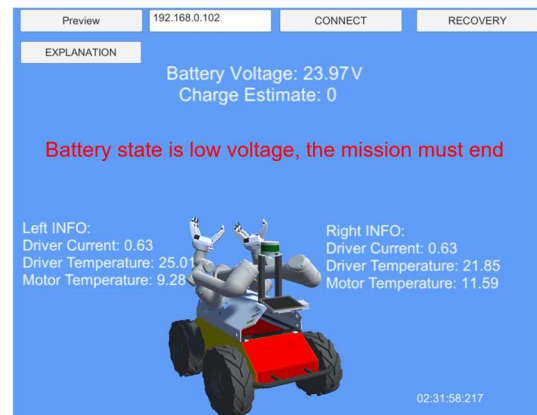 Preview
192.168.0.102
CONNECT
RECOVERY
EXPLANATION
Battery Voltage: 23.97V
Charge Estimate: 0
Battery state is low voltage, the mission must end
Left INFO:
Driver Current: 0.63
Driver Temperature: 25.01
Motor Temperature: 9.28
Right INFO:
Driver Current: 0.63
Driver Temperature: 21.85
Motor Temperature: 11.59
02:31:58:217